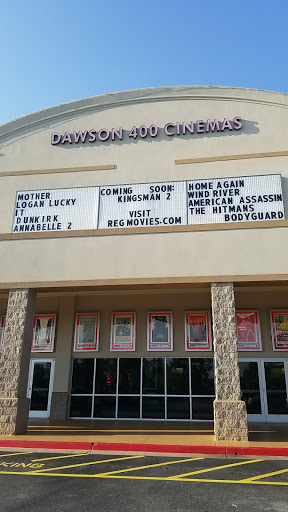 DAWSON 400 CINEMAS
MOTHER
LOGAN LUCKY
IT
DUNKIRK
ANNABELLE 2
COMING SOON:
KINGSMAN 2
VISIT
REGMOVIES.COM
HOME AGAIN
WIND RIVER
AMERICAN ASSASSIN
THE HITMANS
BODYGUARD
KING